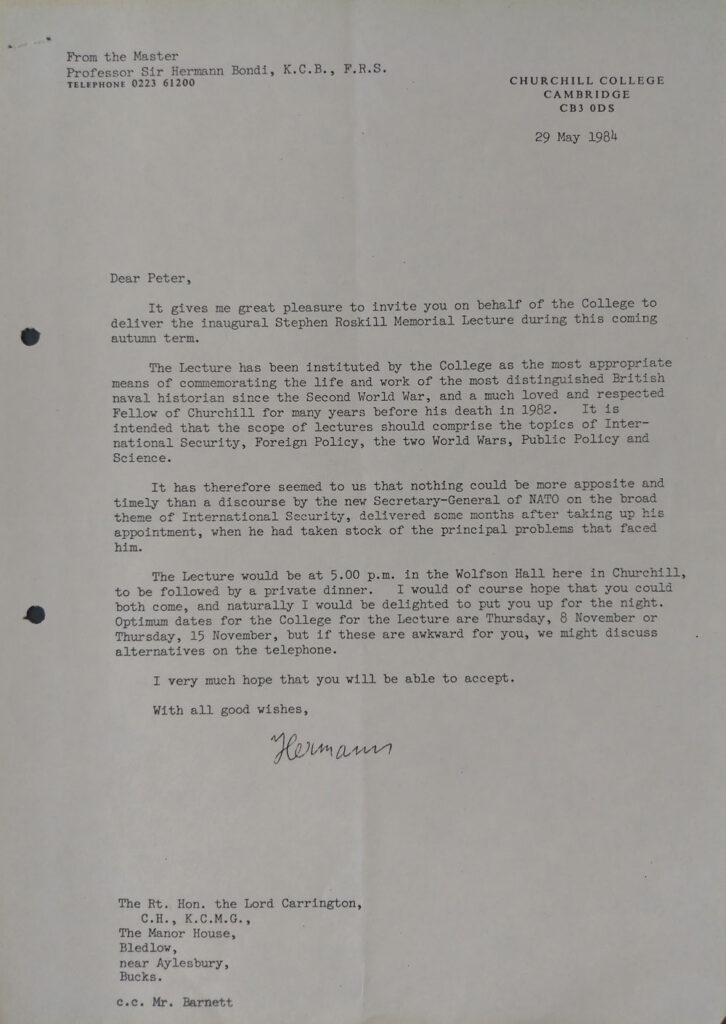 From the Master
Professor Sir Hermann Bondi, K.C.B., F.R.S.
TELEPHONE 0223 61200
CHURCHILL COLLEGE
CAMBRIDGE
CB3 0DS
29 May 1984
Dear Peter,
It gives me great pleasure to invite you on behalf of the College to
deliver the inaugural Stephen Roskill Memorial Lecture during this coming
autumn term.
The Lecture has been instituted by the College as the most appropriate
means of commemorating the life and work of the most distinguished British
naval historian since the Second World War, and a much loved and respected
Fellow of Churchill for many years before his death in 1982. It is
intended that the scope of lectures should comprise the topics of Inter-
national Security, Foreign Policy, the two World Wars, Public Policy and
Science.
It has therefore seemed to us that nothing could be more apposite and
timely than a discourse by the new Secretary-General of NATO on the broad
theme of International Security, delivered some months after taking up his
appointment, when he had taken stock of the principal problems that faced
him.
The Lecture would be at 5.00 p.m. in the Wolfson Hall here in Churchill,
to be followed by a private dinner. I would of course hope that you could
both come, and naturally I would be delighted to put you up for the night.
Optimum dates for the College for the Lecture are Thursday, 8 November or
Thursday, 15 November, but if these are awkward for you, we might discuss
alternatives on the telephone.
I very much hope that you will be able to accept.
With all good wishes,
Hermann
The Rt. Hon. the Lord Carrington,
C.H., K.C.M.G.,
The Manor House,
Bledlow,
near Aylesbury,
Bucks.
c.c. Mr. Barnett